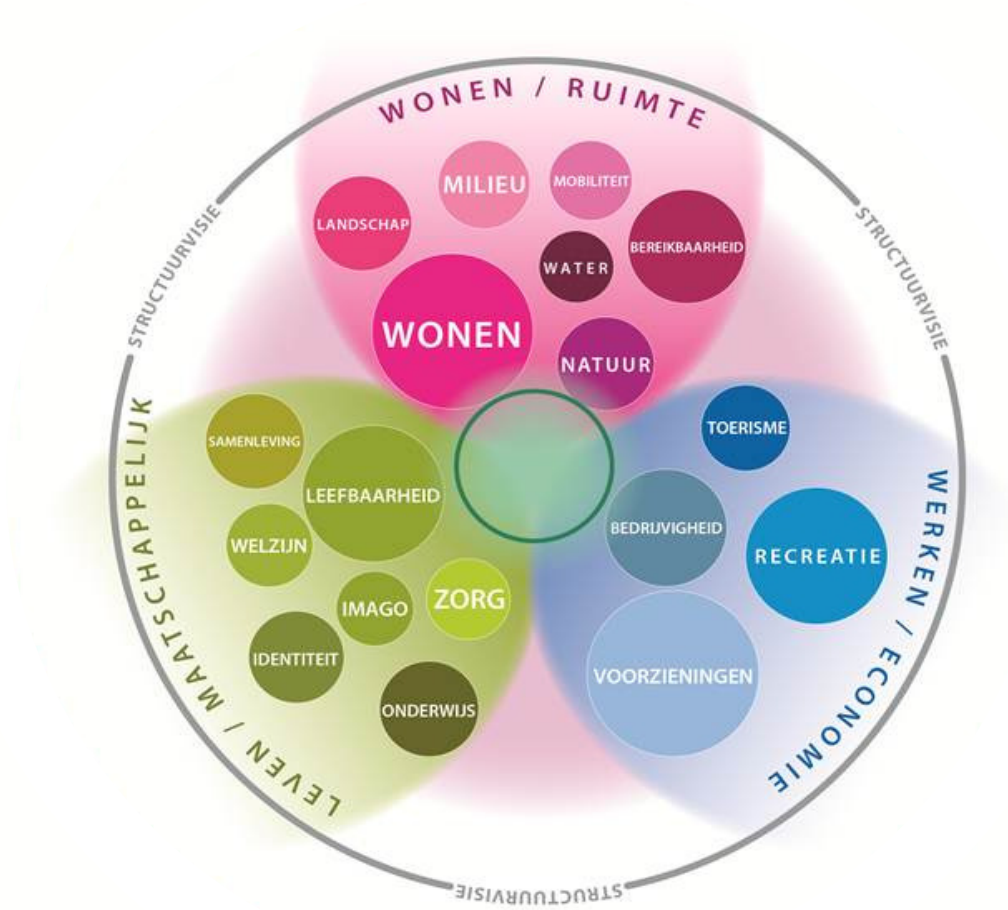 WONEN / RUIMTE
STRUCTUURVISIE
STRUCTUURVISIE
MILIEU
MOBILITEIT
LANDSCHAP
BEREIKBAARHEID
WATER
WONEN
NATUUR
LEVEN / MAATSCHAPPELIJK
SAMENLEVING
LEEFBAARHEID
WELZIJN
IMAGO
ZORG
IDENTITEIT
ONDERWIJS
WERKEN / ECONOMIE
TOERISME
BEDRIJVIGHEID
RECREATIE
VOORZIENINGEN
STRUCTUURVISIE